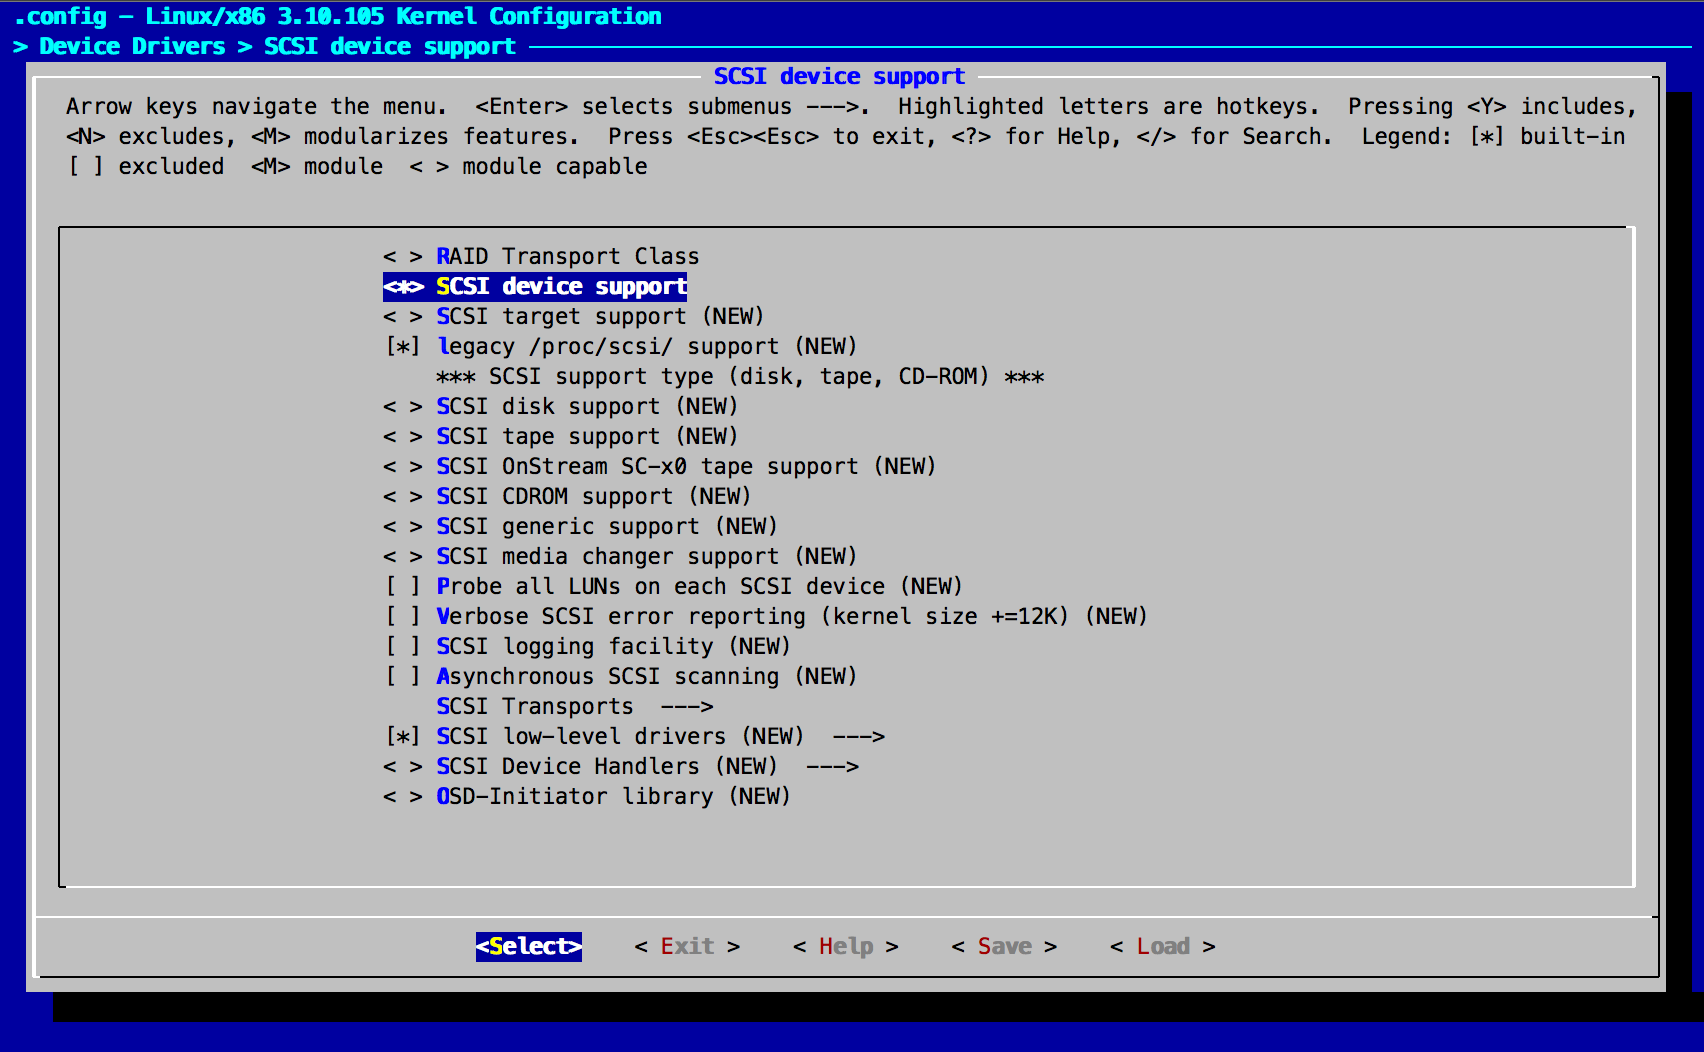 .config – Linux/x86 3.10.105 Kernel Configuration
> Device Drivers > SCSI device support
SCSI device support
Arrow keys navigate the menu.  <Enter> selects submenus --->.  Highlighted letters are hotkeys.  Pressing <Y> includes,
<N> excludes, <M> modularizes features.  Press <Esc><Esc> to exit, <?> for Help, </> for Search.  Legend: [*] built-in
[ ] excluded  <M> module  < > module capable
< > RAID Transport Class
<*> SCSI device support
< > SCSI target support (NEW)
[*] legacy /proc/scsi/ support (NEW)
*** SCSI support type (disk, tape, CD-ROM) ***
< > SCSI disk support (NEW)
< > SCSI tape support (NEW)
< > SCSI OnStream SC-x0 tape support (NEW)
< > SCSI CDROM support (NEW)
< > SCSI generic support (NEW)
< > SCSI media changer support (NEW)
[ ] Probe all LUNs on each SCSI device (NEW)
[ ] Verbose SCSI error reporting (kernel size +=12K) (NEW)
[ ] SCSI logging facility (NEW)
[ ] Asynchronous SCSI scanning (NEW)
SCSI Transports  --->
[*] SCSI low-level drivers (NEW)  --->
< > SCSI Device Handlers (NEW)  --->
< > OSD-Initiator library (NEW)
<Select>    < Exit >    < Help >    < Save >    < Load >